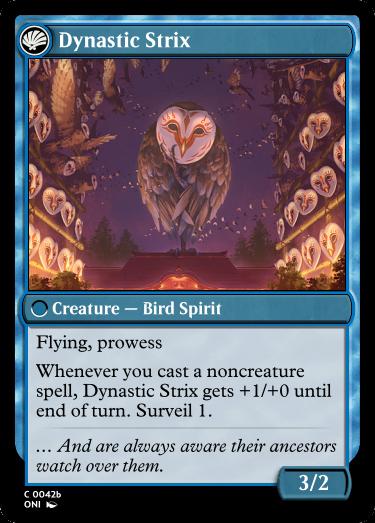 Dynastic Strix
Creature — Bird Spirit
Flying, prowess
Whenever you cast a noncreature
spell, Dynastic Strix gets +1/+0 until
end of turn. Surveil 1.
… And are always aware their ancestors
watch over them.
3/2
C 0042b
ONI